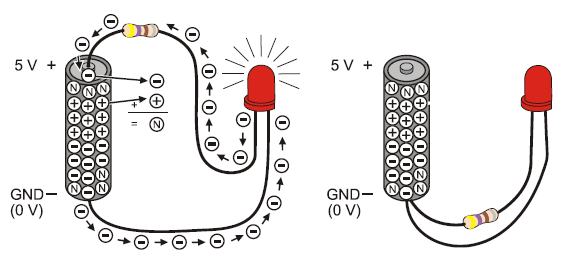 5 V +
N
N N
+ +
+ + +
+ + +
+ + +
− − −
− − −
− − −
N − N
GND−
(0 V)
−
+ +
= N
5 V +
N
N N
+ +
+ + +
+ + +
− − −
− − −
N − N
GND−
(0 V)